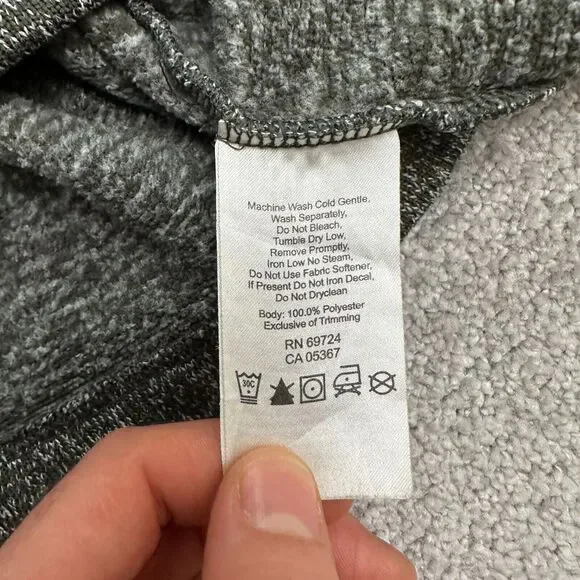 Machine Wash Cold Gentle,
Wash Separately,
Do Not Bleach,
Tumble Dry Low,
Remove Promptly,
Iron Low No Steam,
Do Not Use Fabric Softener,
If Present Do Not Iron Decal,
Do Not Dryclean
Body: 100.0% Polyester
Exclusive of Trimming
RN 69724
CA 05367
30C